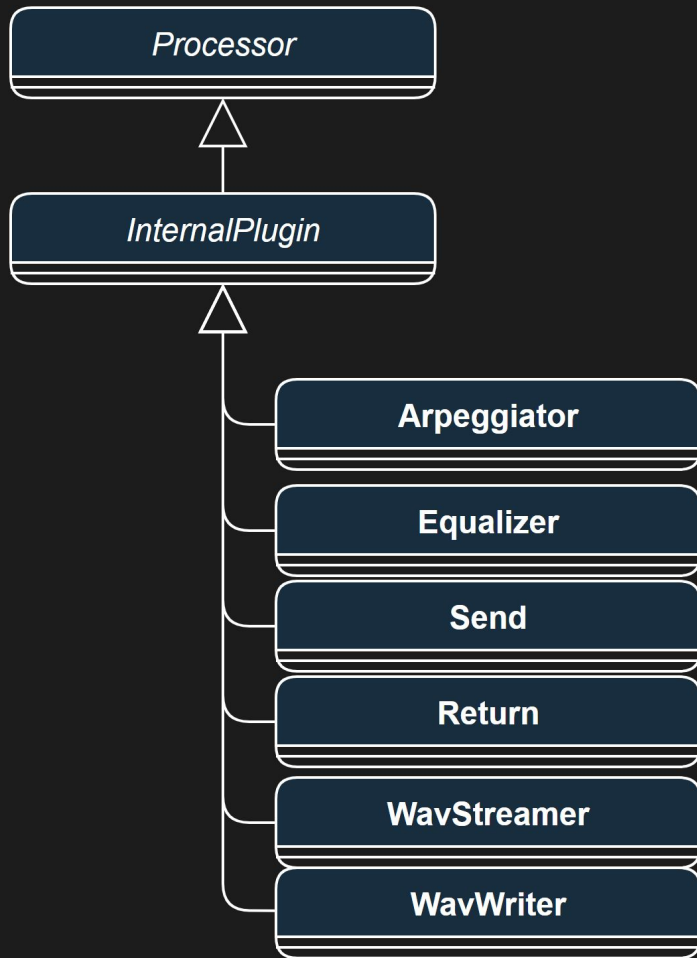 Processor
InternalPlugin
Arpeggiator
Equalizer
Send
Return
WavStreamer
WavWriter